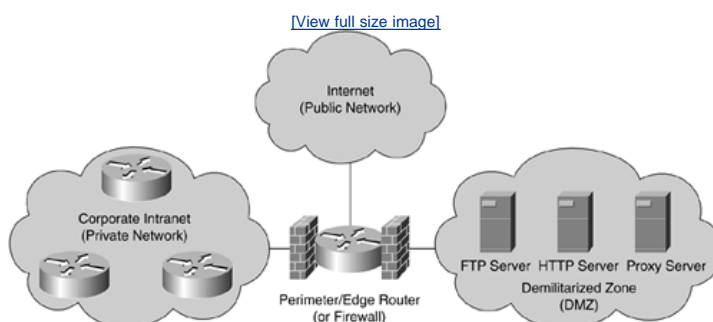 [View full size image]
Internet
(Public Network)
Corporate Intranet
(Private Network)
FTP Server HTTP Server Proxy Server
Demilitarized Zone
(DMZ)
Perimeter/Edge Router
(or Firewall)